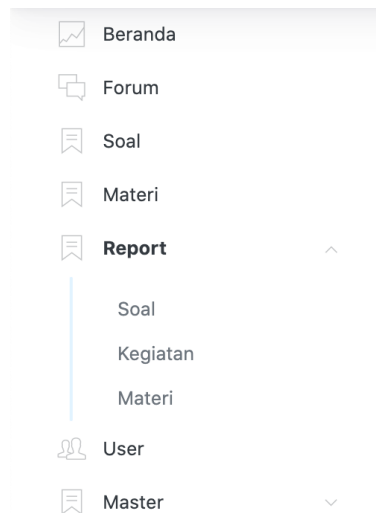 Beranda
Forum
Soal
Materi
Report
Soal
Kegiatan
Materi
User
Master